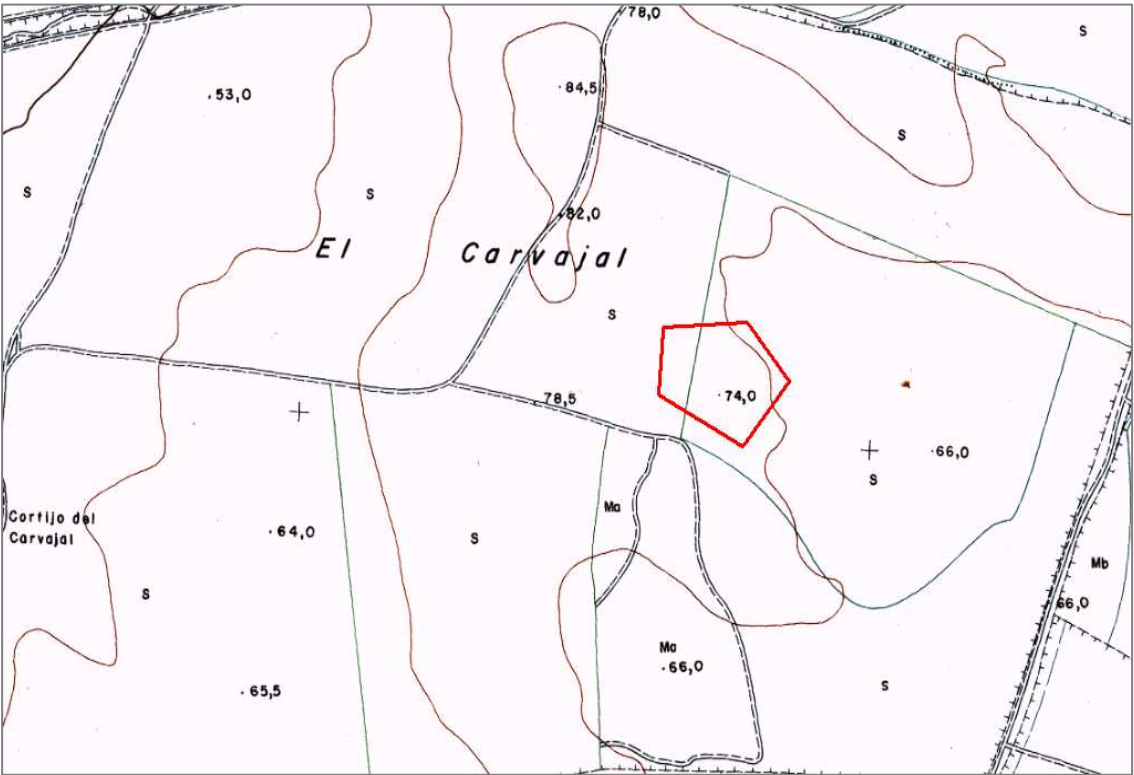 78,0
S
84,5
53,0
S
S
S
82,0
El Carvajal
S
78,5
74,0
66,0
S
Ma
Cortijo del
Carvajal
64,0
S
Mb
S
66,0
Ma
66,0
S
65,5